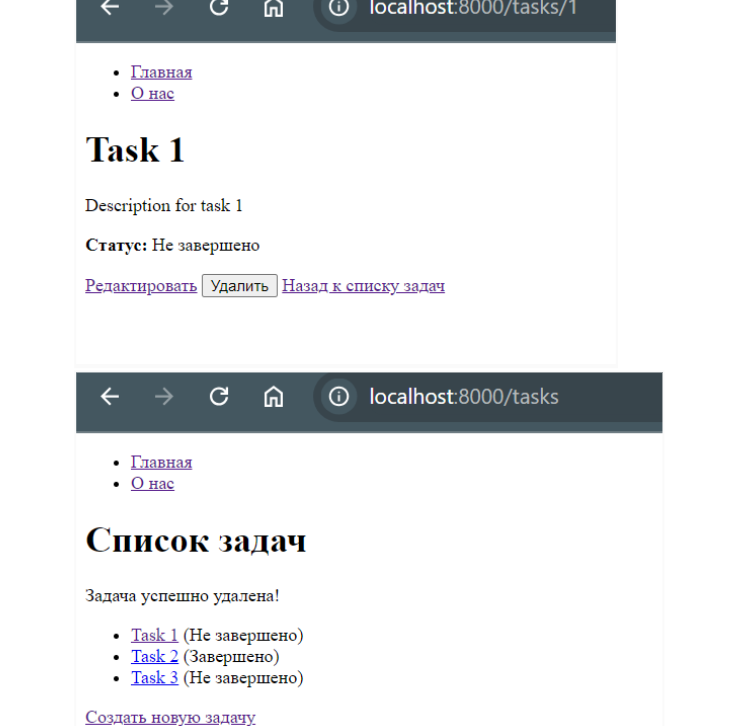 localhost:8000/tasks/1
Главная
О нас
Task 1
Description for task 1
Статус: Не завершено
Редактировать Удалить Назад к списку задач
localhost:8000/tasks
Главная
О нас
Список задач
Задача успешно удалена!
Task 1 (Не завершено)
Task 2 (Завершено)
Task 3 (Не завершено)
Создать новую задачу